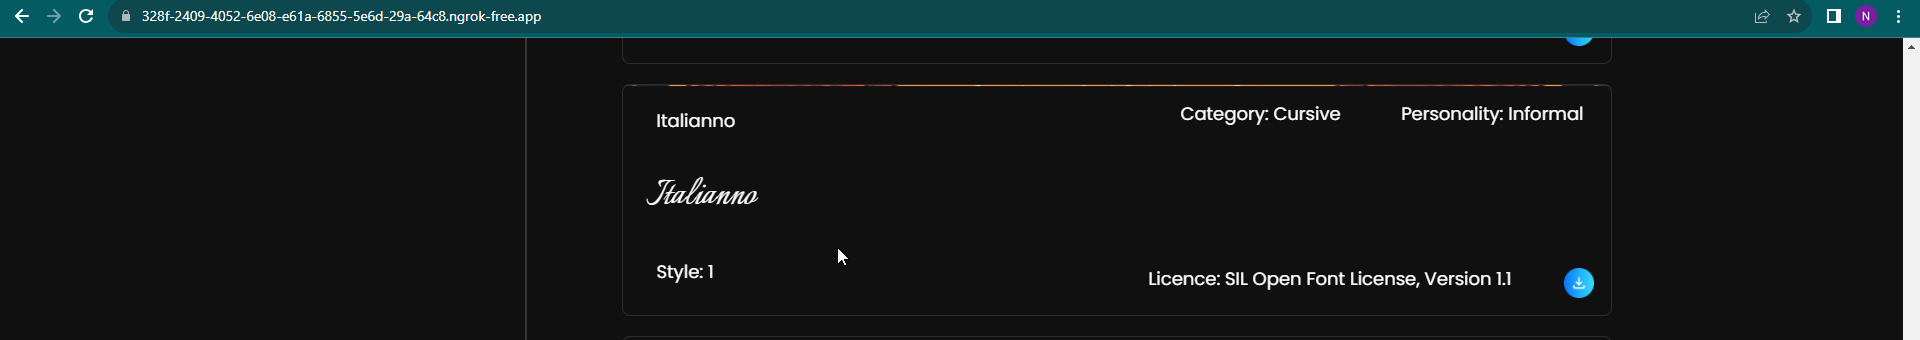 328f-2409-4052-6e08-e61a-6855-5e6d-29a-64c8.ngrok-free.app
N
Italianno
Category: Cursive
Personality: Informal
Italianno
Style: 1
Licence: SIL Open Font License, Version 1.1